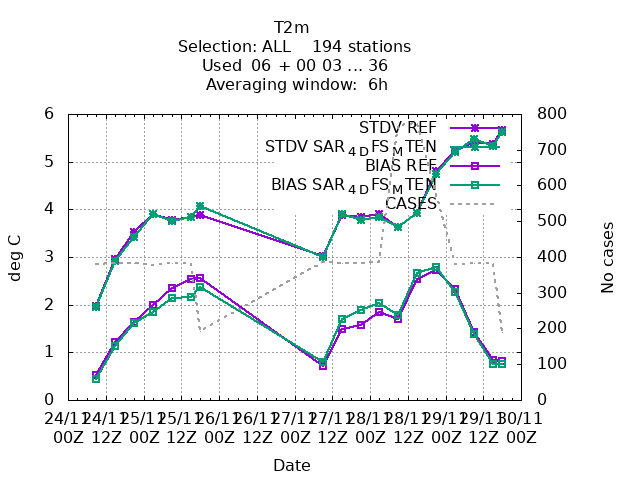 T2m
Selection: ALL 194 stations
Used 06 + 00 03 ... 36
Averaging window: 6h
STDV REF
STDV SAR4DFSMTEN
BIAS REF
BIAS SAR4DFSMTEN
CASES
deg C
6
5
4
3
2
1
0
No cases
800
700
600
500
400
300
200
100
0
24/11 24/11 25/11 25/11 26/11 26/11 27/11 27/11 28/11 28/11 29/11 29/11 30/11
00Z 12Z 00Z 12Z 00Z 12Z 00Z 12Z 00Z 12Z 00Z 12Z 00Z
Date